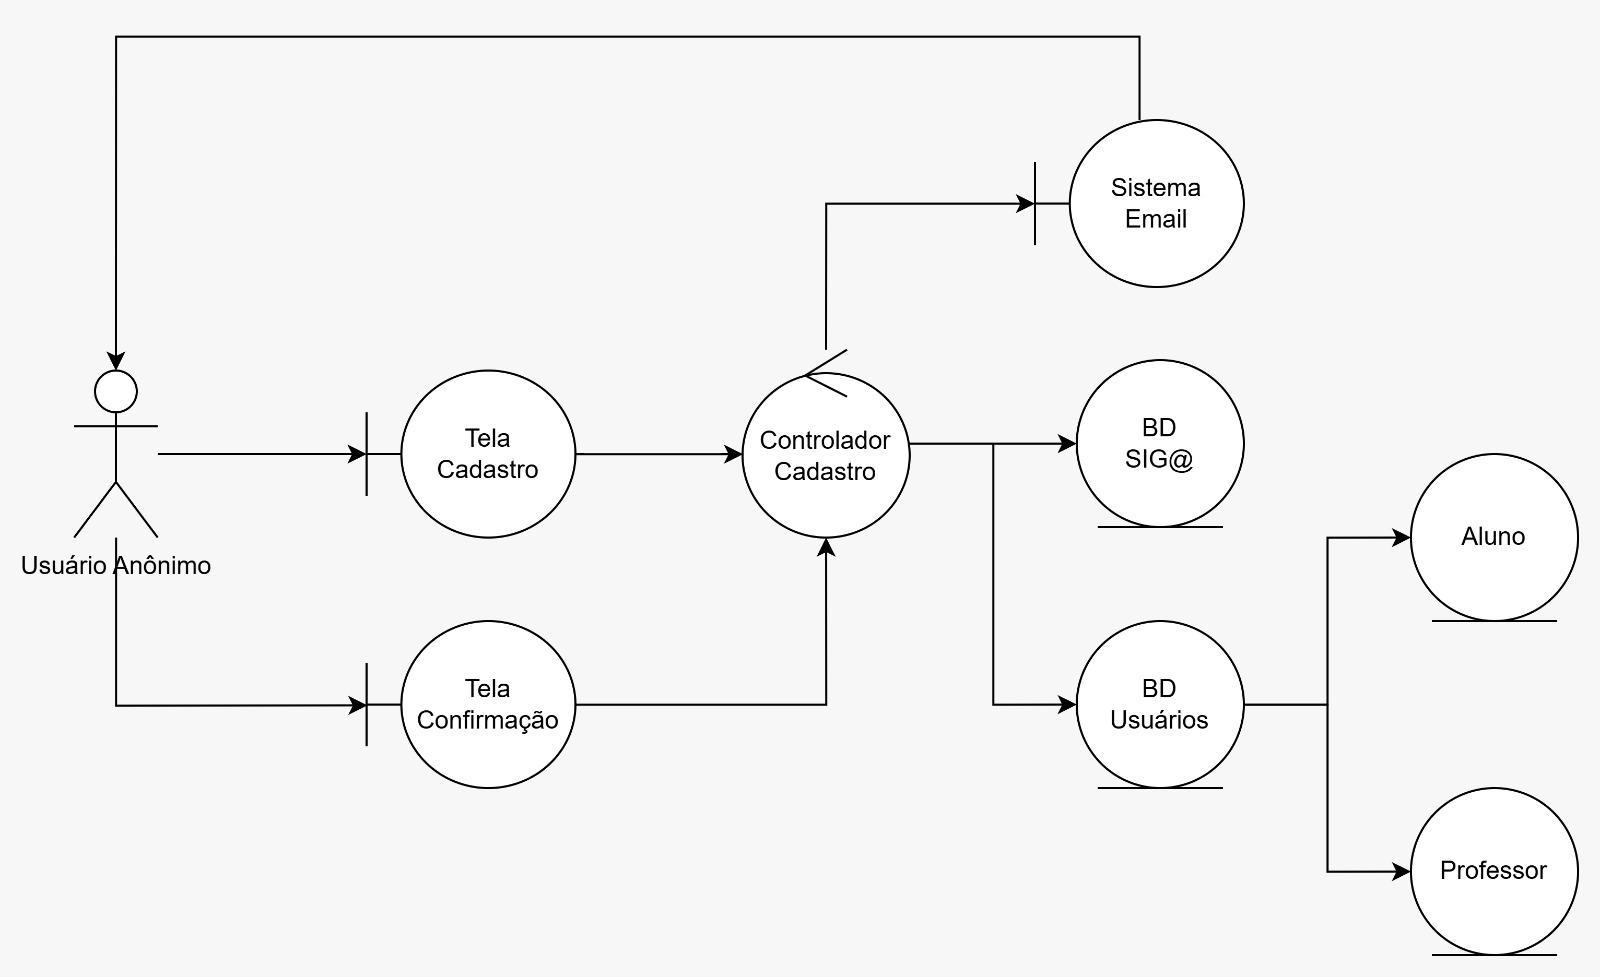 Sistema
Email
Usuário Anônimo
Tela
Cadastro
Controlador
Cadastro
BD
SIG@
Aluno
Tela
Confirmação
BD
Usuários
Professor